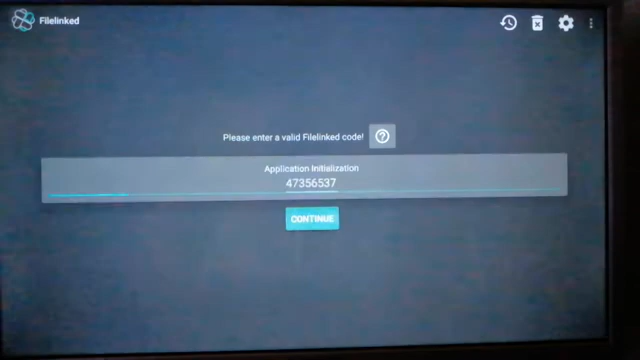 Filelinked
Please enter a valid Filelinked code!
Application Initialization
47356537
CONTINUE